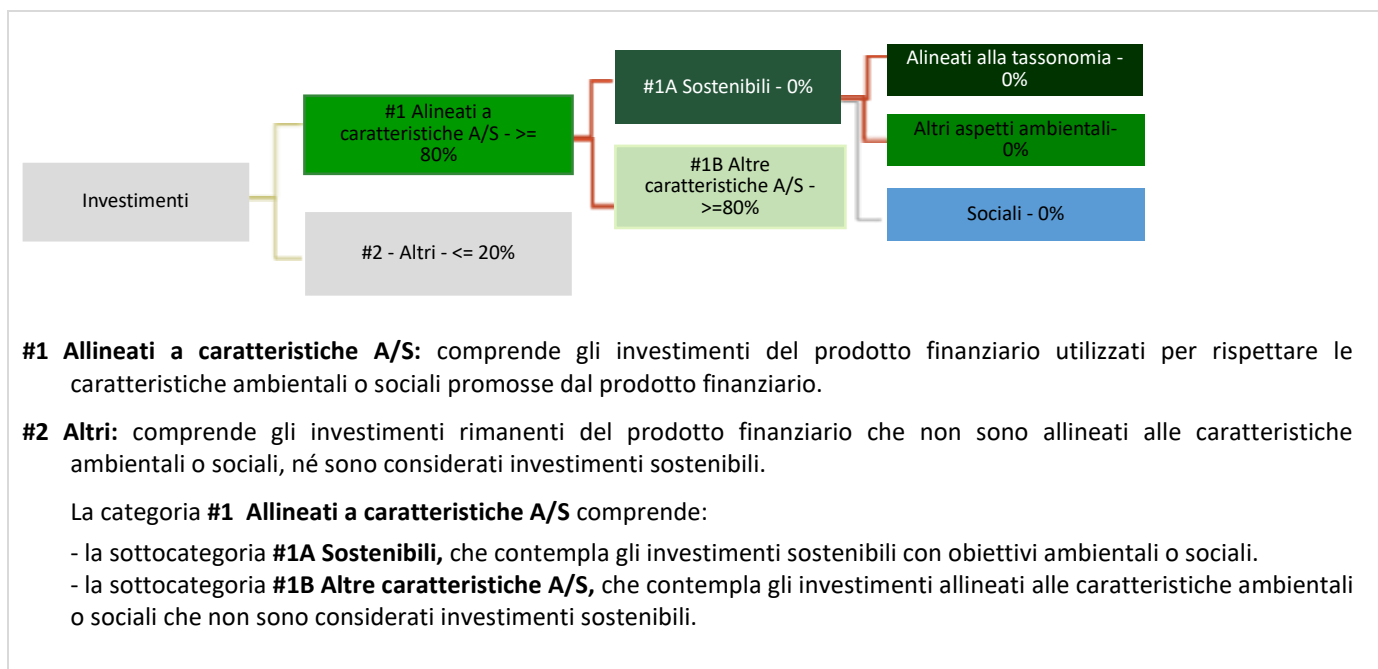 Investimenti
#1 Alineati a
caratteristiche A/S - >=
80%
#2 - Altri - <= 20%
#1A Sostenibili - 0%
#1B Altre
caratteristiche A/S -
>=80%
Alineati alla tassonomia -
0%
Altri aspetti ambientali-
0%
Sociali - 0%
#1 Allineati a caratteristiche A/S: comprende gli investimenti del prodotto finanziario utilizzati per rispettare le
caratteristiche ambientali o sociali promosse dal prodotto finanziario.
#2 Altri: comprende gli investimenti rimanenti del prodotto finanziario che non sono allineati alle caratteristiche
ambientali o sociali, né sono considerati investimenti sostenibili.
La categoria #1 Allineati a caratteristiche A/S comprende:
- la sottocategoria #1A Sostenibili, che contempla gli investimenti sostenibili con obiettivi ambientali o sociali.
- la sottocategoria #1B Altre caratteristiche A/S, che contempla gli investimenti allineati alle caratteristiche ambientali
o sociali che non sono considerati investimenti sostenibili.